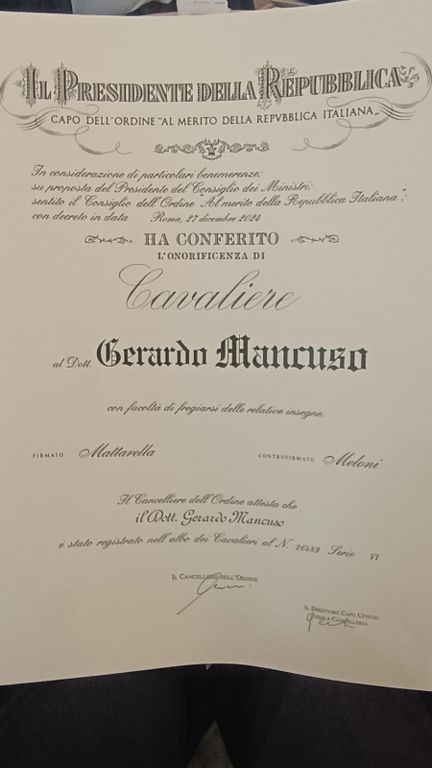 IL PRESIDENTE DELLA REPUBBLICA
CAPO DELL'ORDINE "AL MERITO DELLA REPVBBLICA ITALIANA„
In considerazione di particolari benemerenze;
su proposta del Presidente del Consiglio dei Ministri;
sentito il Consiglio dell'Ordine "Al merito della Repubblica Italiana";
con decreto in data Roma, 27 dicembre 2024
HA CONFERITO
L'ONORIFICENZA DI
Cavaliere
al Dott. Gerardo Mancuso
con facoltà di fregiarsi delle relative insegne.
FIRMATO Mattarella CONTROFIRMATO Meloni
Il Cancelliere dell'Ordine attesta che
il Dott. Gerardo Mancuso
è stato registrato nell'albo dei Cavalieri al N. 26489 Serie VI
IL CANCELLIERE DELL'ORDINE
IL DIRETTORE CAPO UFFICIO
DELLA CANCELLERIA